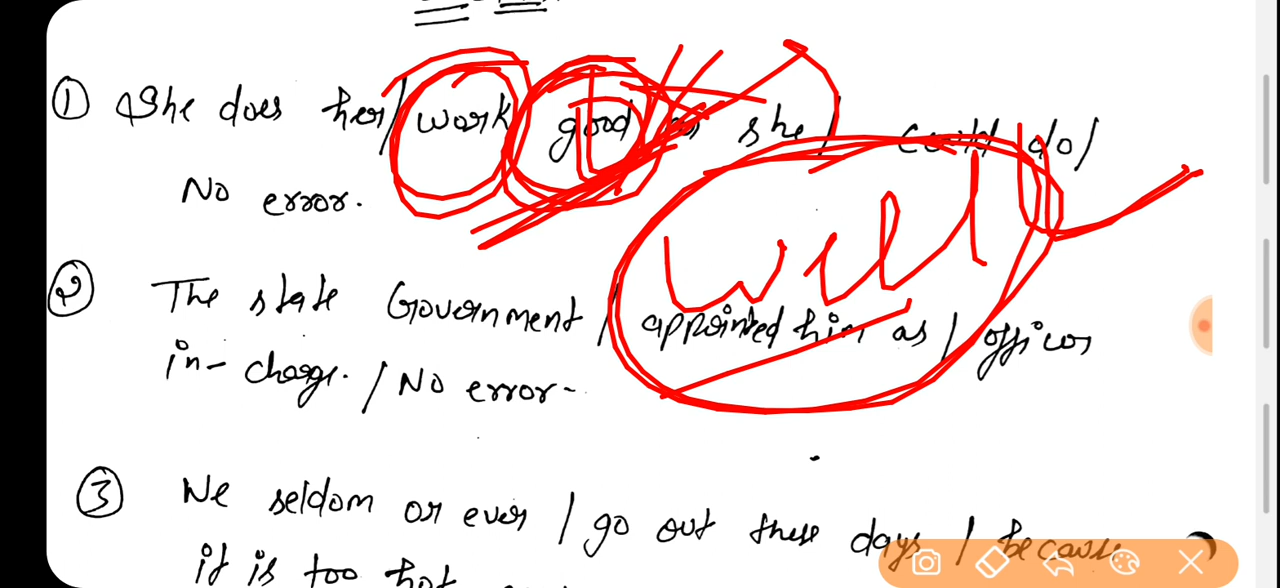 ① She does her/ work good as she/ could do/
No error.
will
② The state Government / appointed him as / officer
in-charge. / No error-
③ We seldom or ever / go out these days / because
it is too hot